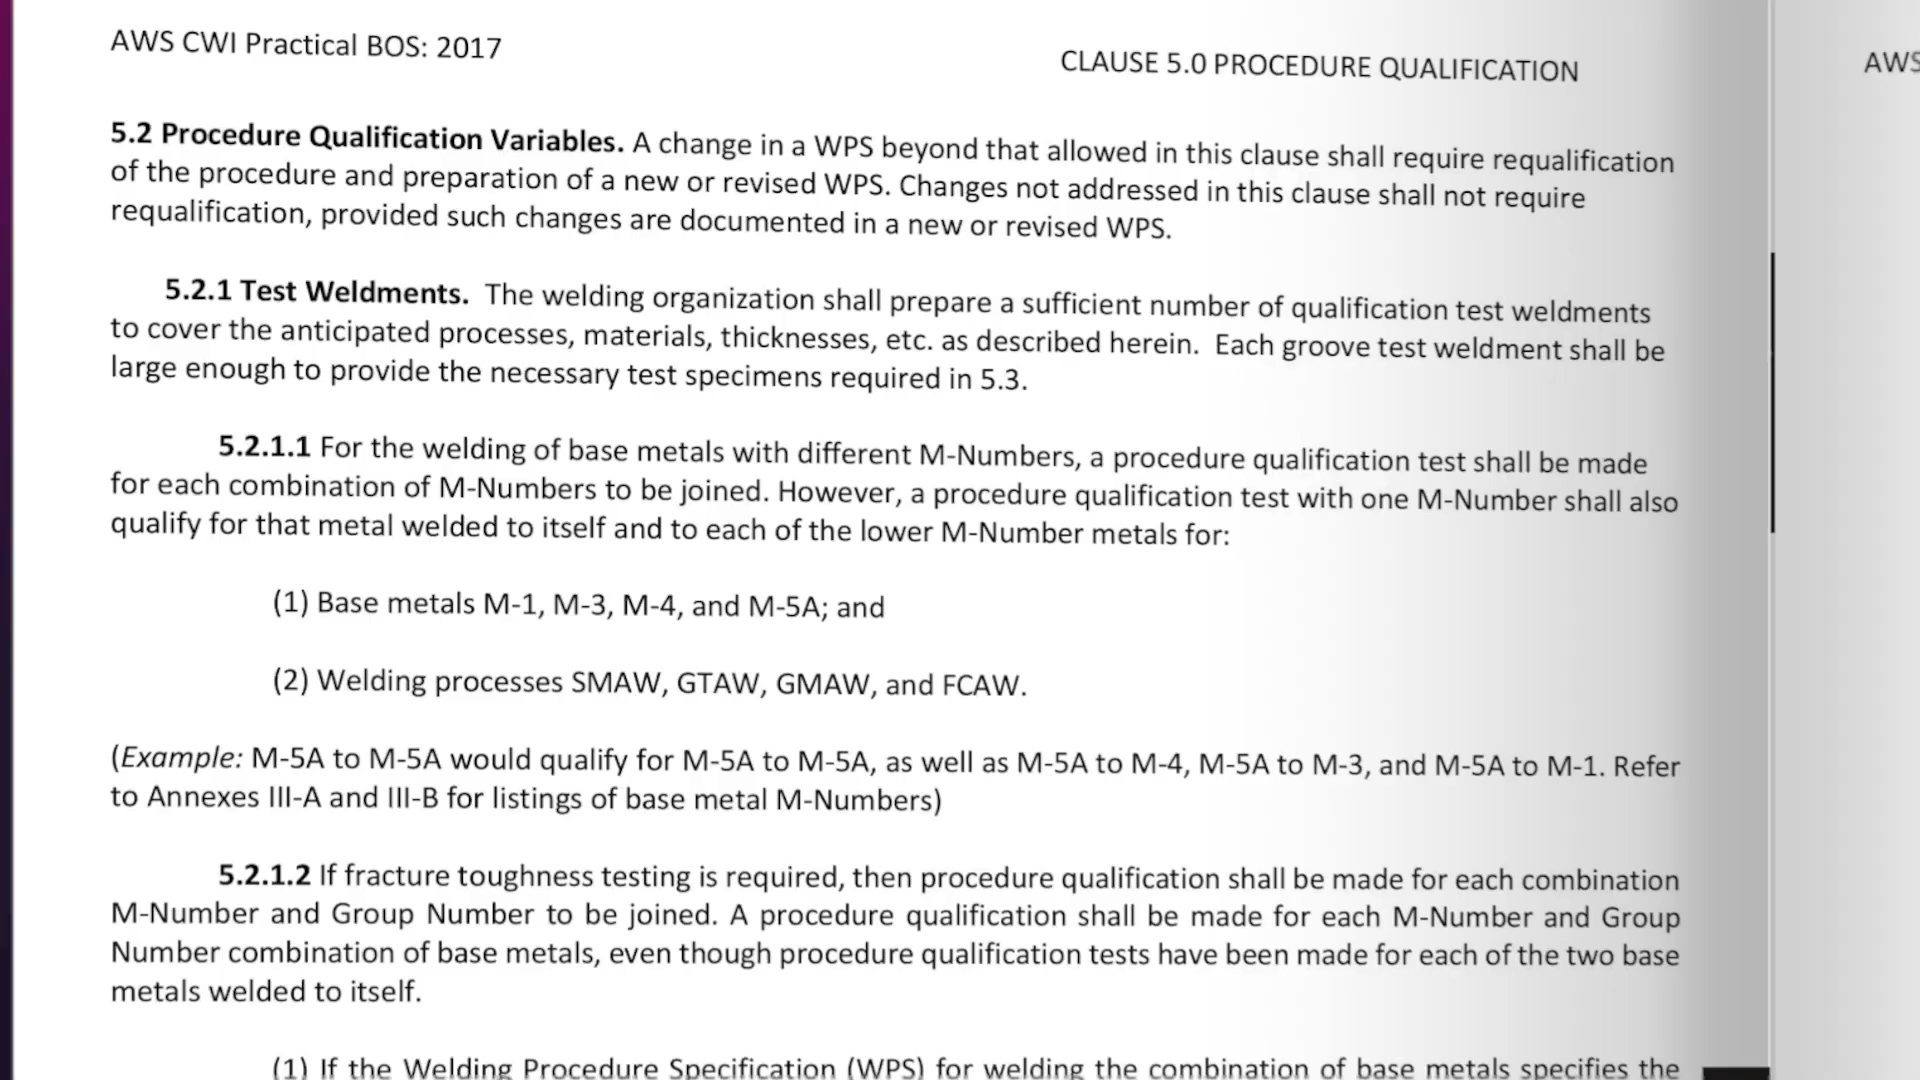 AWS CWI Practical BOS: 2017
CLAUSE 5.0 PROCEDURE QUALIFICATION
AWS
5.2 Procedure Qualification Variables. A change in a WPS beyond that allowed in this clause shall require requalification
of the procedure and preparation of a new or revised WPS. Changes not addressed in this clause shall not require
requalification, provided such changes are documented in a new or revised WPS.
5.2.1 Test Weldments. The welding organization shall prepare a sufficient number of qualification test weldments
to cover the anticipated processes, materials, thicknesses, etc. as described herein. Each groove test weldment shall be
large enough to provide the necessary test specimens required in 5.3.
5.2.1.1 For the welding of base metals with different M-Numbers, a procedure qualification test shall be made
for each combination of M-Numbers to be joined. However, a procedure qualification test with one M-Number shall also
qualify for that metal welded to itself and to each of the lower M-Number metals for:
(1) Base metals M-1, M-3, M-4, and M-5A; and
(2) Welding processes SMAW, GTAW, GMAW, and FCAW.
(Example: M-5A to M-5A would qualify for M-5A to M-5A, as well as M-5A to M-4, M-5A to M-3, and M-5A to M-1. Refer
to Annexes III-A and III-B for listings of base metal M-Numbers)
5.2.1.2 If fracture toughness testing is required, then procedure qualification shall be made for each combination
M-Number and Group Number to be joined. A procedure qualification shall be made for each M-Number and Group
Number combination of base metals, even though procedure qualification tests have been made for each of the two base
metals welded to itself.
(1) If the Welding Procedure Specification (WPS) for welding the combination of base metals specifies the